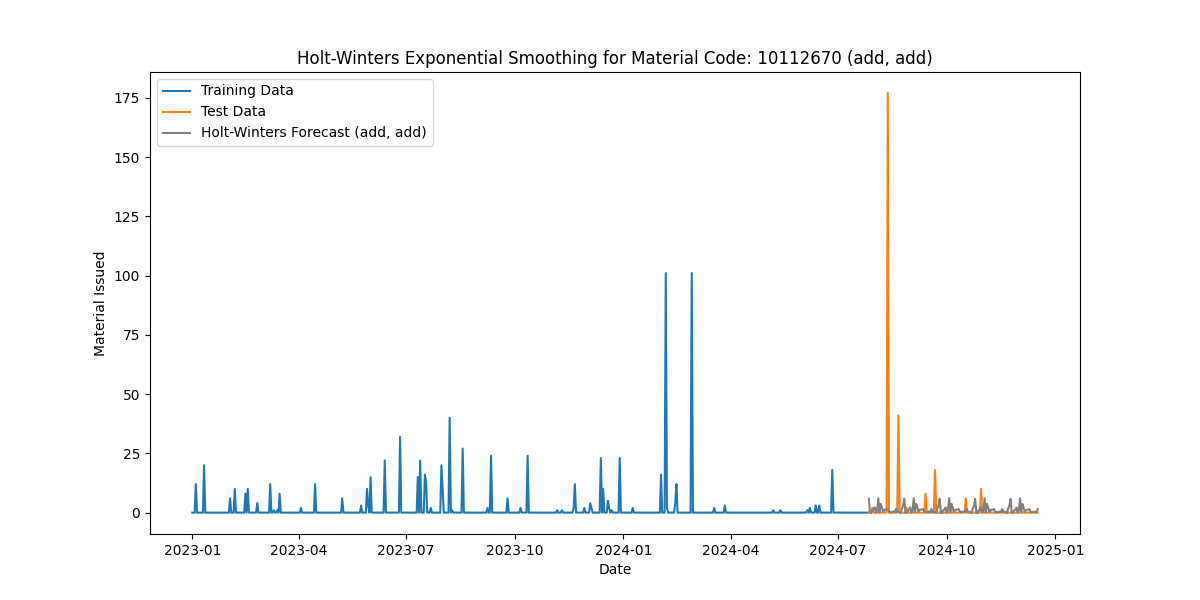 Holt-Winters Exponential Smoothing for Material Code: 10112670 (add, add)
Training Data
Test Data
Holt-Winters Forecast (add, add)
175
150
125
100
75
50
25
0
Material Issued
2023-01 2023-04 2023-07 2023-10 2024-01 2024-04 2024-07 2024-10 2025-01
Date